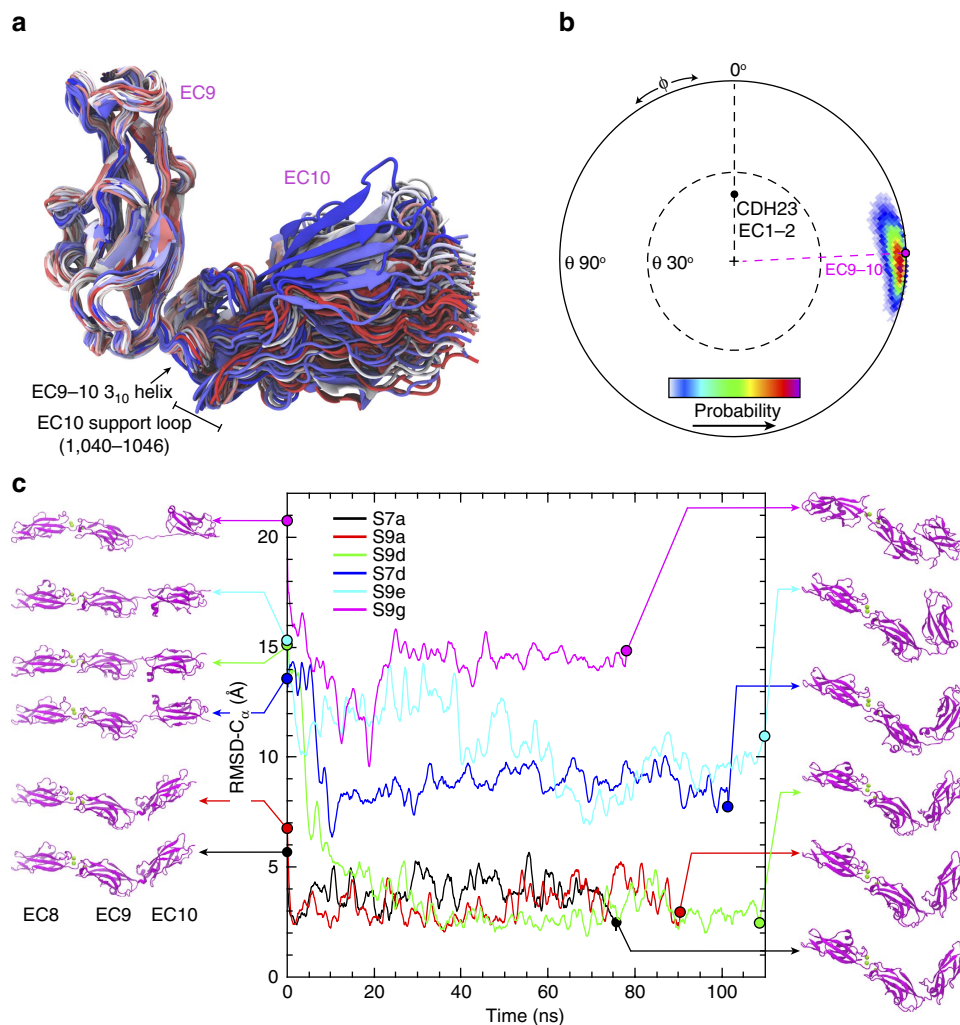 a
EC9
EC10
EC9–10 3₁₀ helix
EC10 support loop
(1,040–1046)
b
ϕ
0°
CDH23
EC1–2
θ 90°
θ 30°
EC9–10
Probability
c
S7a
S9a
S9d
S7d
S9e
S9g
20
15
10
5
0
RMSD-Cα (Å)
EC8 EC9 EC10
0 20 40 60 80 100
Time (ns)